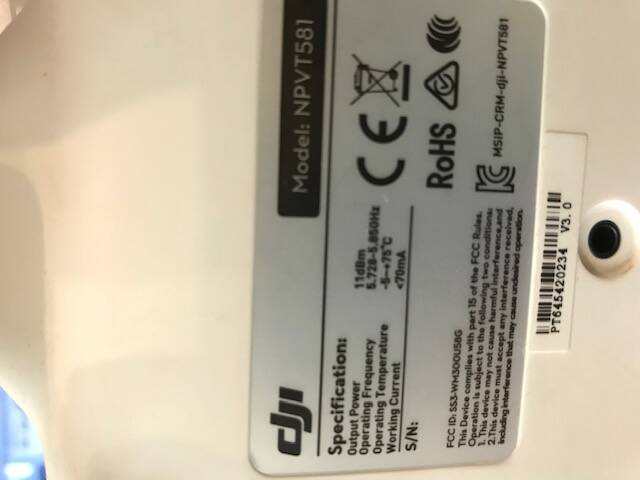 dji
Model: NPVT581
Specification:
Output Power 11dBm
Operating Frequency 5.728-5.850GHz
Operating Temperature -5~+75°C
Working Current <70mA
S/N:
CE
RoHS
MSIP-CRM-dji-NPVT581
FCC ID: SS3-WM300U58G
This Device complies with part 15 of the FCC Rules.
Operation is subject to the following two conditions:
1. This device may not cause harmful interference,and
2.This device must accept any interference received,
including interference that may cause undesired operation.
PT645420234 V3.0